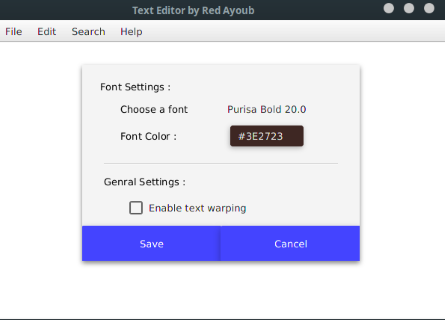 Text Editor by Red Ayoub
File Edit Search Help
Font Settings :
Choose a font Purisa Bold 20.0
Font Color : #3E2723
Genral Settings :
Enable text warping
Save Cancel